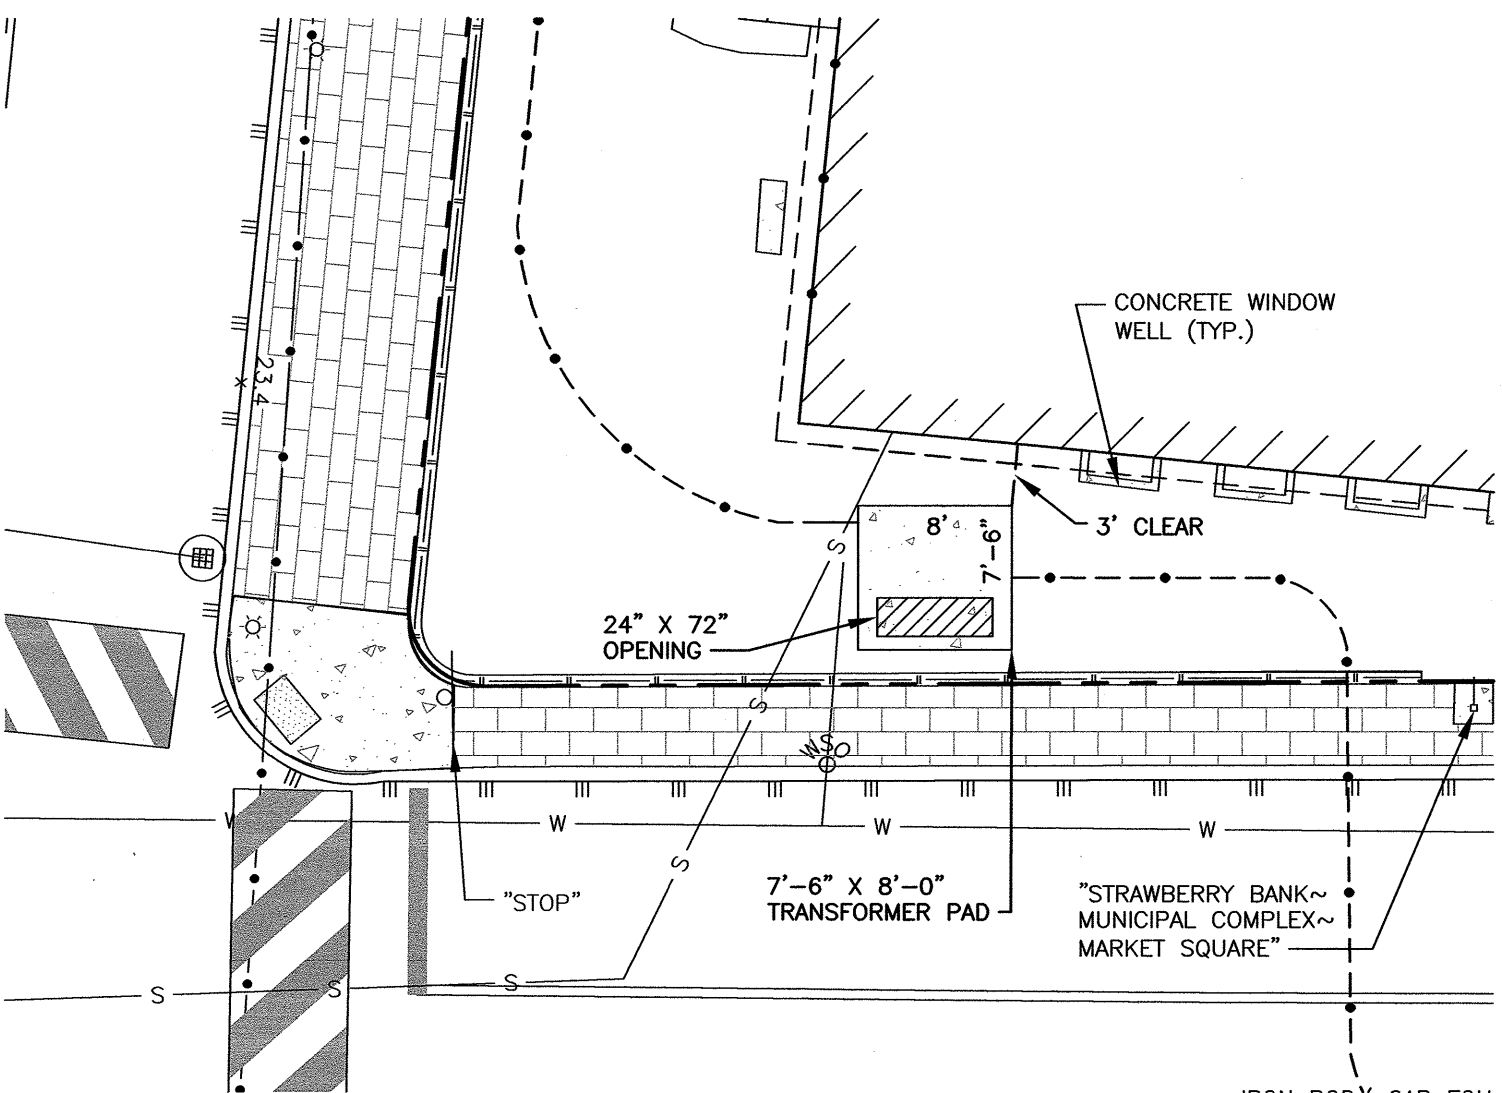 CONCRETE WINDOW
WELL (TYP.)
23.4
3' CLEAR
8'
7'-6"
24" X 72"
OPENING
S
S
WSO
W
W
W
W
S
7'-6" X 8'-0"
TRANSFORMER PAD
"STOP"
"STRAWBERRY BANK~
MUNICIPAL COMPLEX~
MARKET SQUARE"
S
S
S